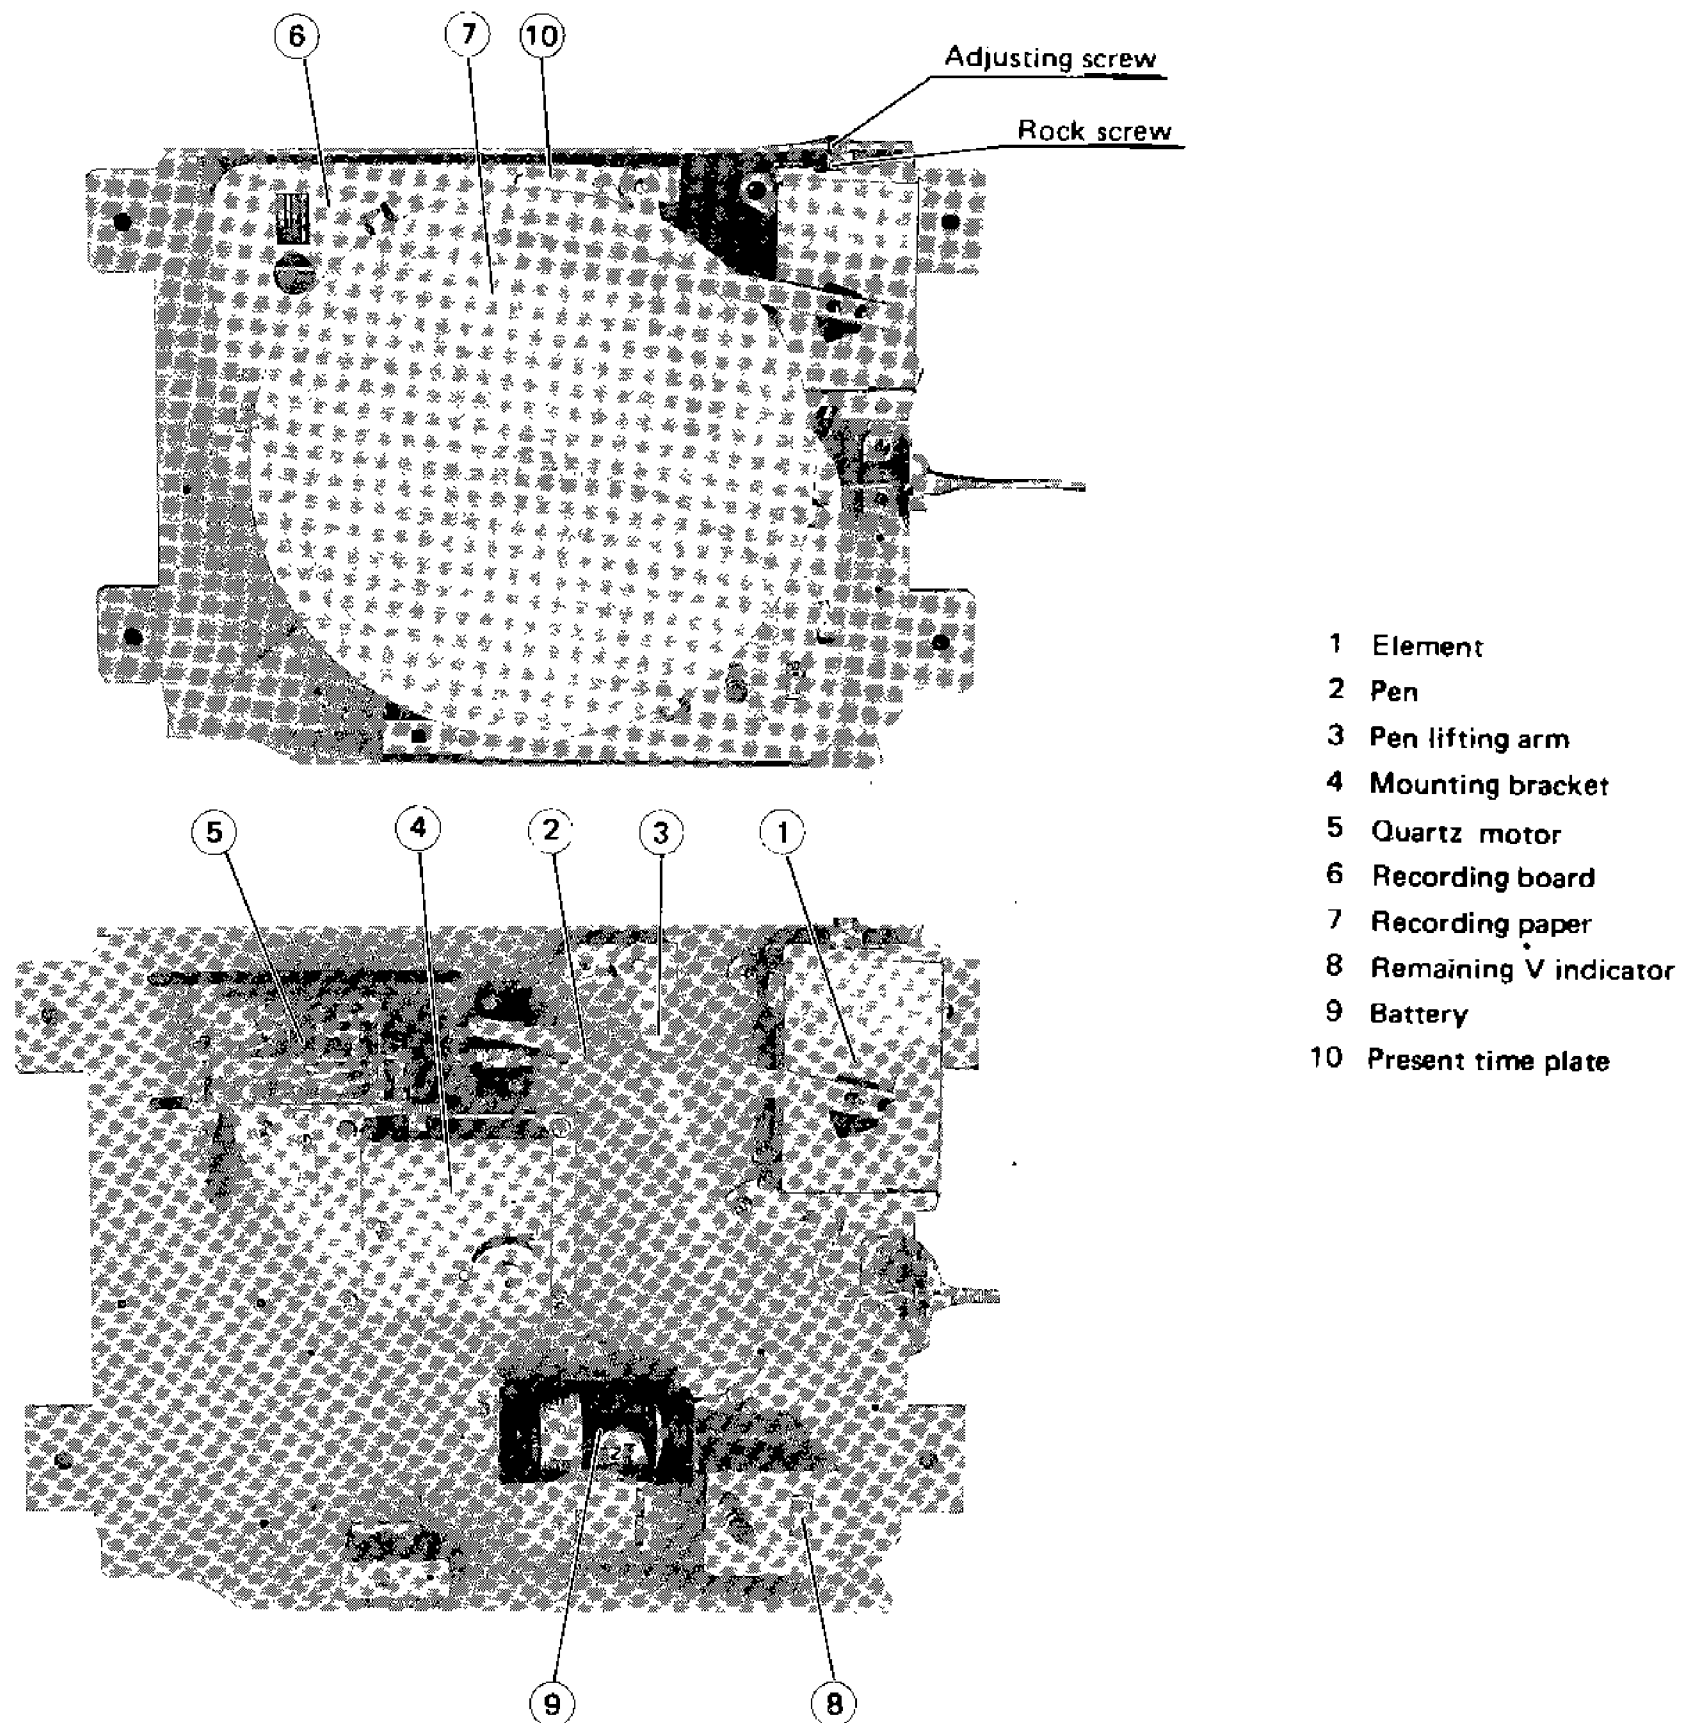 6 7 10
Adjusting screw
Rock screw
5 4 2 3 1
1 Element
2 Pen
3 Pen lifting arm
4 Mounting bracket
5 Quartz motor
6 Recording board
7 Recording paper
8 Remaining V indicator
9 Battery
10 Present time plate
9 8